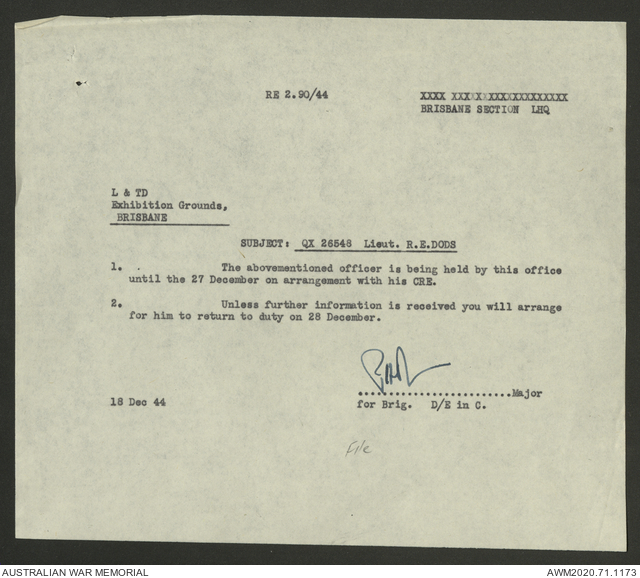 RE 2.90/44
XXXX XXXXXXXXXXXXXXXXXXX
BRISBANE SECTION LHQ
L & TD
Exhibition Grounds,
BRISBANE
SUBJECT: QX 26548 Lieut. R.E.DODS
1. The abovementioned officer is being held by this office
until the 27 December on arrangement with his CRE.
2. Unless further information is received you will arrange
for him to return to duty on 28 December.
..........................Major
18 Dec 44
for Brig. D/E in C.
File
AUSTRALIAN WAR MEMORIAL
AWM2020.71.1173